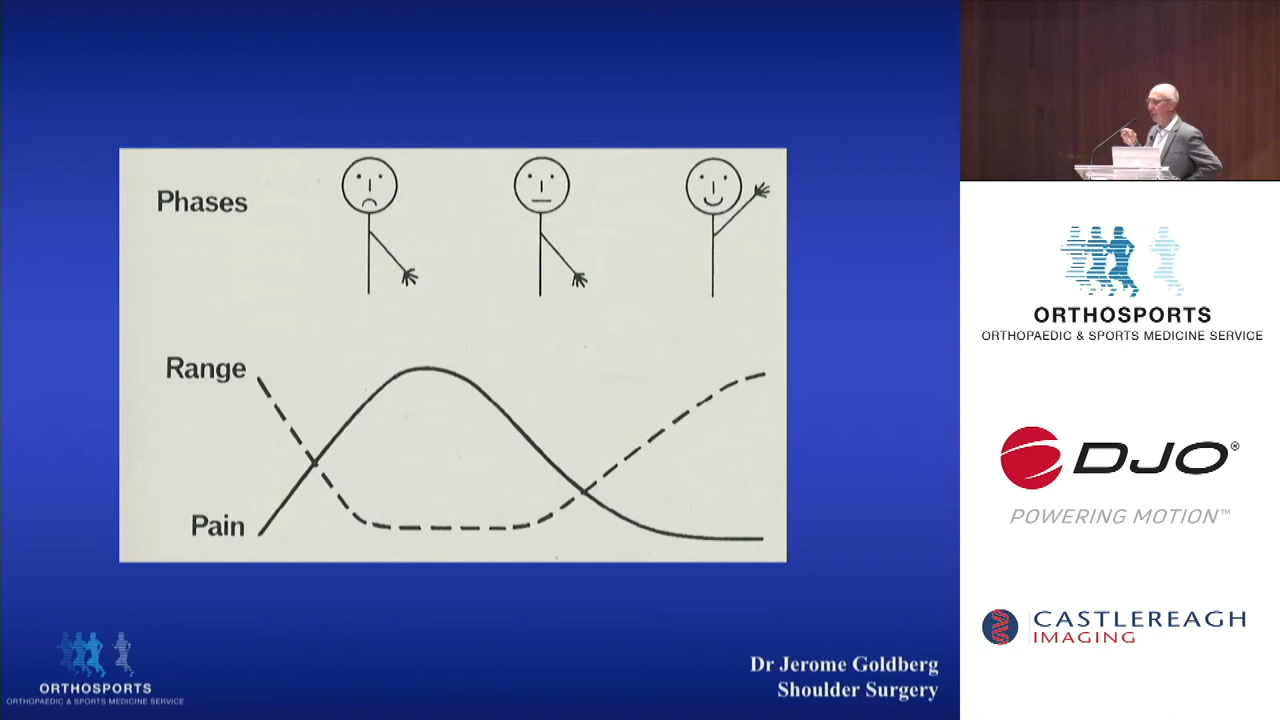 Phases
Range
Pain
ORTHOSPORTS
ORTHOPAEDIC & SPORTS MEDICINE SERVICE
Dr Jerome Goldberg
Shoulder Surgery
ORTHOSPORTS
ORTHOPAEDIC & SPORTS MEDICINE SERVICE
DJO®
POWERING MOTION™
CASTLEREAGH
IMAGING